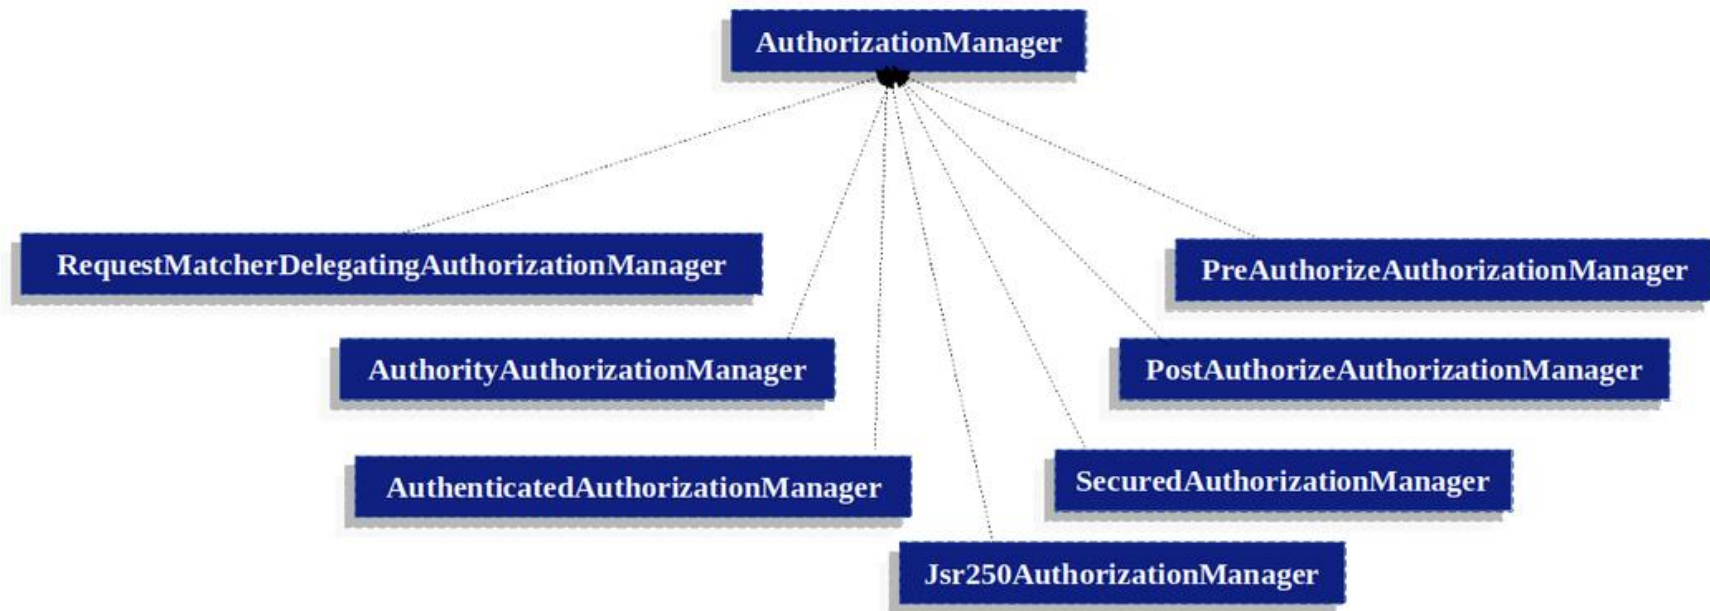 AuthorizationManager
RequestMatcherDelegatingAuthorizationManager
PreAuthorizeAuthorizationManager
AuthorityAuthorizationManager
PostAuthorizeAuthorizationManager
AuthenticatedAuthorizationManager
SecuredAuthorizationManager
Jsr250AuthorizationManager